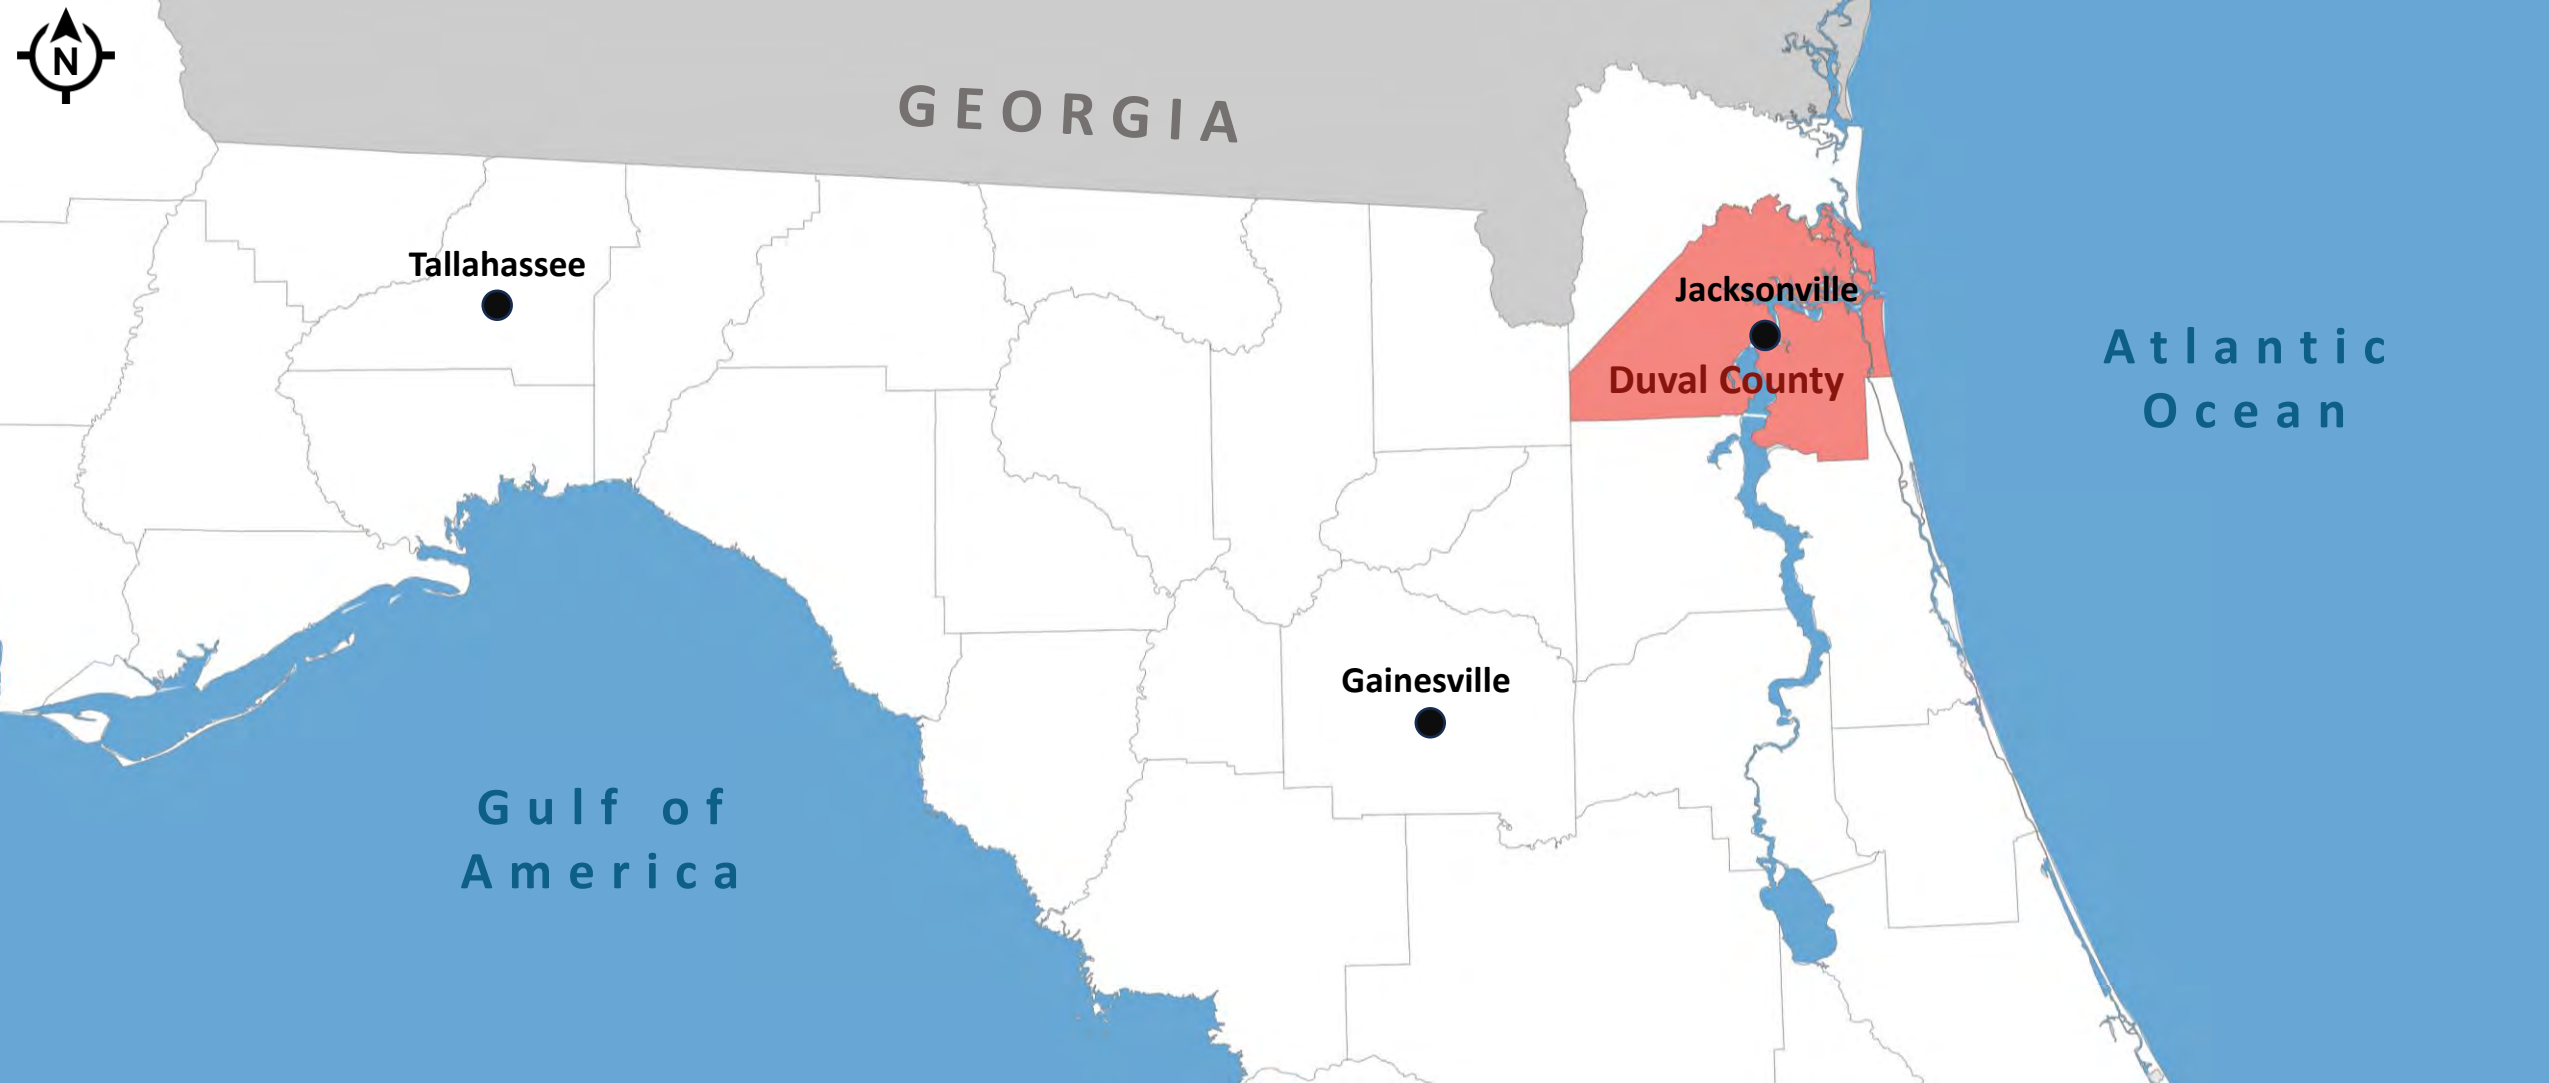 N
GEORGIA
Tallahassee
Jacksonville
Duval County
Atlantic
Ocean
Gainesville
Gulf of
America